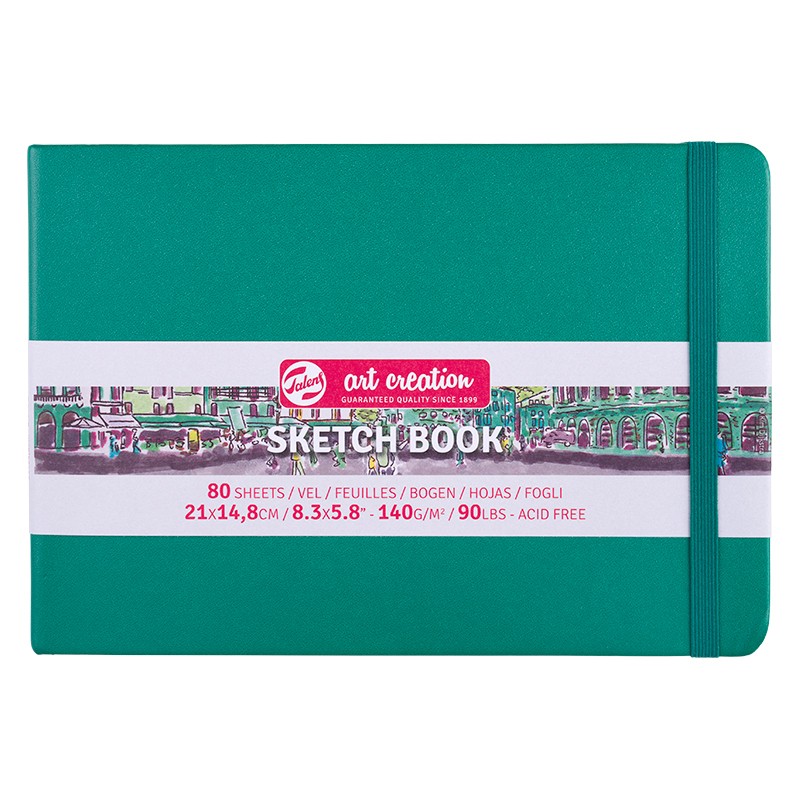 Talens
art creation
GUARANTEED QUALITY SINCE 1899
SKETCH BOOK
80 SHEETS / VEL / FEUILLES / BOGEN / HOJAS / FOGLI
21X14,8CM / 8.3X5.8" - 140G/M² / 90LBS - ACID FREE